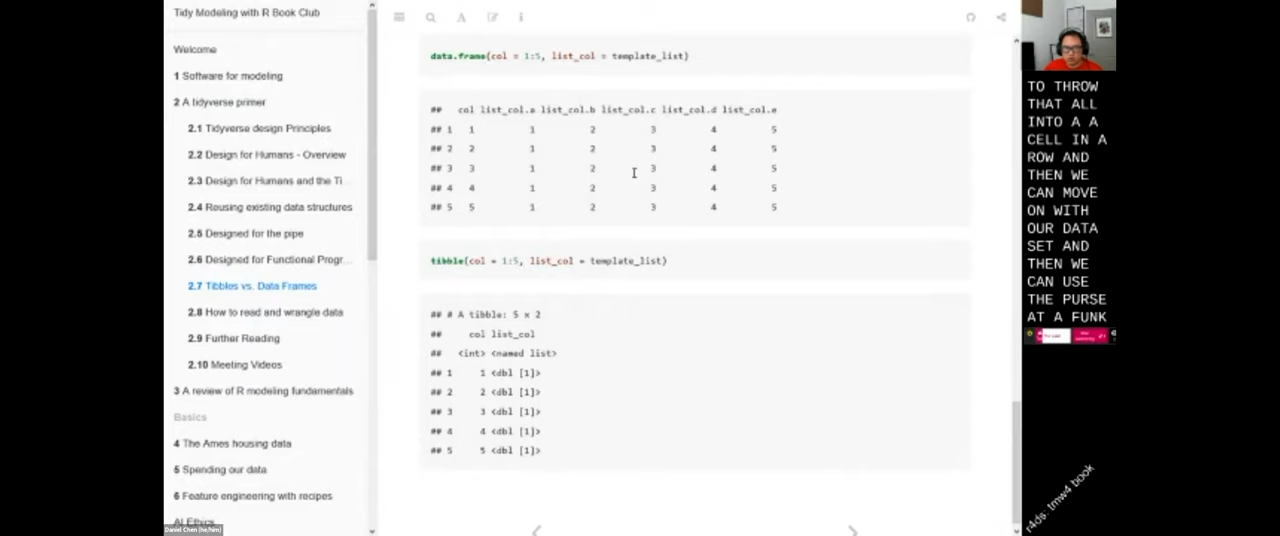 Tidy Modeling with R Book Club
Welcome
1 Software for modeling
2 A tidyverse primer
2.1 Tidyverse design Principles
2.2 Design for Humans - Overview
2.3 Design for Humans and the Ti...
2.4 Reusing existing data structures
2.5 Designed for the pipe
2.6 Designed for Functional Progr...
2.7 Tibbles vs. Data Frames
2.8 How to read and wrangle data
2.9 Further Reading
2.10 Meeting Videos
3 A review of R modeling fundamentals
Basics
4 The Ames housing data
5 Spending our data
6 Feature engineering with recipes
AI Ethics
Daniel Chen (he/him)
data.frame(col = 1:5, list_col = template_list)
##   col list_col.a list_col.b list_col.c list_col.d list_col.e
## 1   1          1          2          3          4          5
## 2   2          1          2          3          4          5
## 3   3          1          2          3          4          5
## 4   4          1          2          3          4          5
## 5   5          1          2          3          4          5
tibble(col = 1:5, list_col = template_list)
## # A tibble: 5 x 2
##     col list_col
##   <int> <named list>
## 1     1 <dbl [1]>
## 2     2 <dbl [1]>
## 3     3 <dbl [1]>
## 4     4 <dbl [1]>
## 5     5 <dbl [1]>
TO THROW
THAT ALL
INTO A A
CELL IN A
ROW AND
THEN WE
CAN MOVE
ON WITH
OUR DATA
SET AND
THEN WE
CAN USE
THE PURSE
AT A FUNK
r4ds: tmw4 book